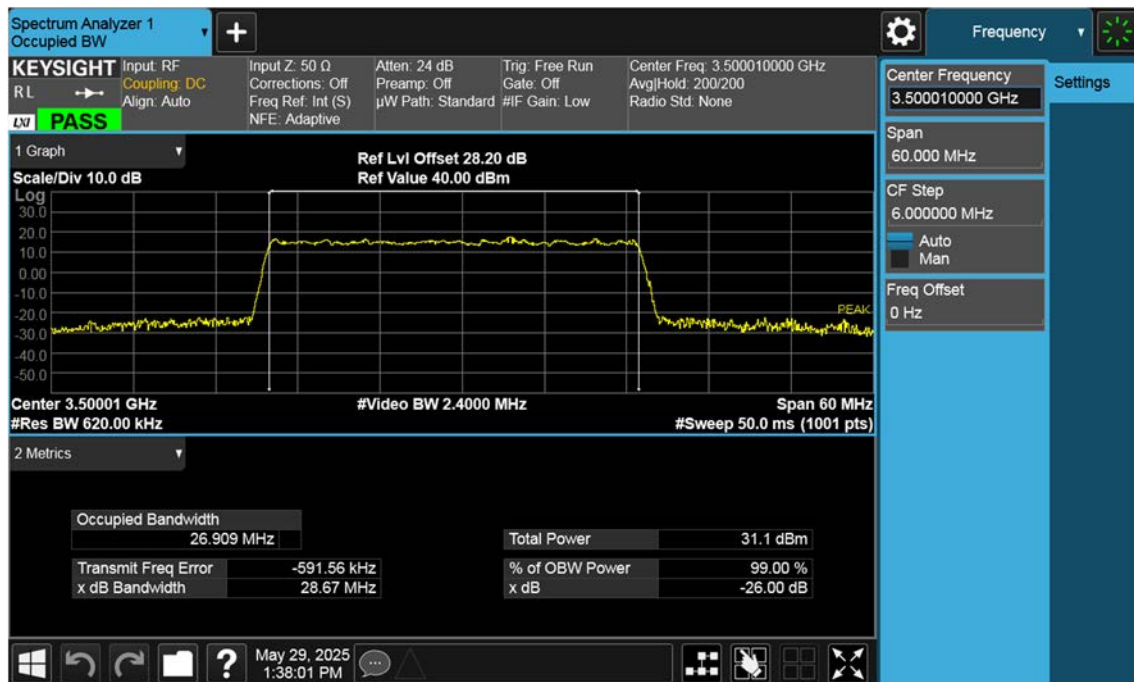 Spectrum Analyzer 1
Occupied BW
+
Frequency
KEYSIGHT
RL
LXI PASS
Input: RF
Coupling: DC
Align: Auto
Input Z: 50 Ω
Corrections: Off
Freq Ref: Int (S)
NFE: Adaptive
Atten: 24 dB
Preamp: Off
µW Path: Standard
Trig: Free Run
Gate: Off
#IF Gain: Low
Center Freq: 3.500010000 GHz
Avg|Hold: 200/200
Radio Std: None
1 Graph
Scale/Div 10.0 dB
Ref Lvl Offset 28.20 dB
Ref Value 40.00 dBm
Log
30.0
20.0
10.0
0.00
-10.0
-20.0
-30.0
-40.0
-50.0
PEAK
Center 3.50001 GHz
#Video BW 2.4000 MHz
Span 60 MHz
#Res BW 620.00 kHz
#Sweep 50.0 ms (1001 pts)
2 Metrics
Occupied Bandwidth
26.909 MHz
Total Power 31.1 dBm
Transmit Freq Error -591.56 kHz
% of OBW Power 99.00 %
x dB Bandwidth 28.67 MHz
x dB -26.00 dB
?
May 29, 2025
1:38:01 PM
Center Frequency
3.500010000 GHz
Settings
Span
60.000 MHz
CF Step
6.000000 MHz
Auto
Man
Freq Offset
0 Hz